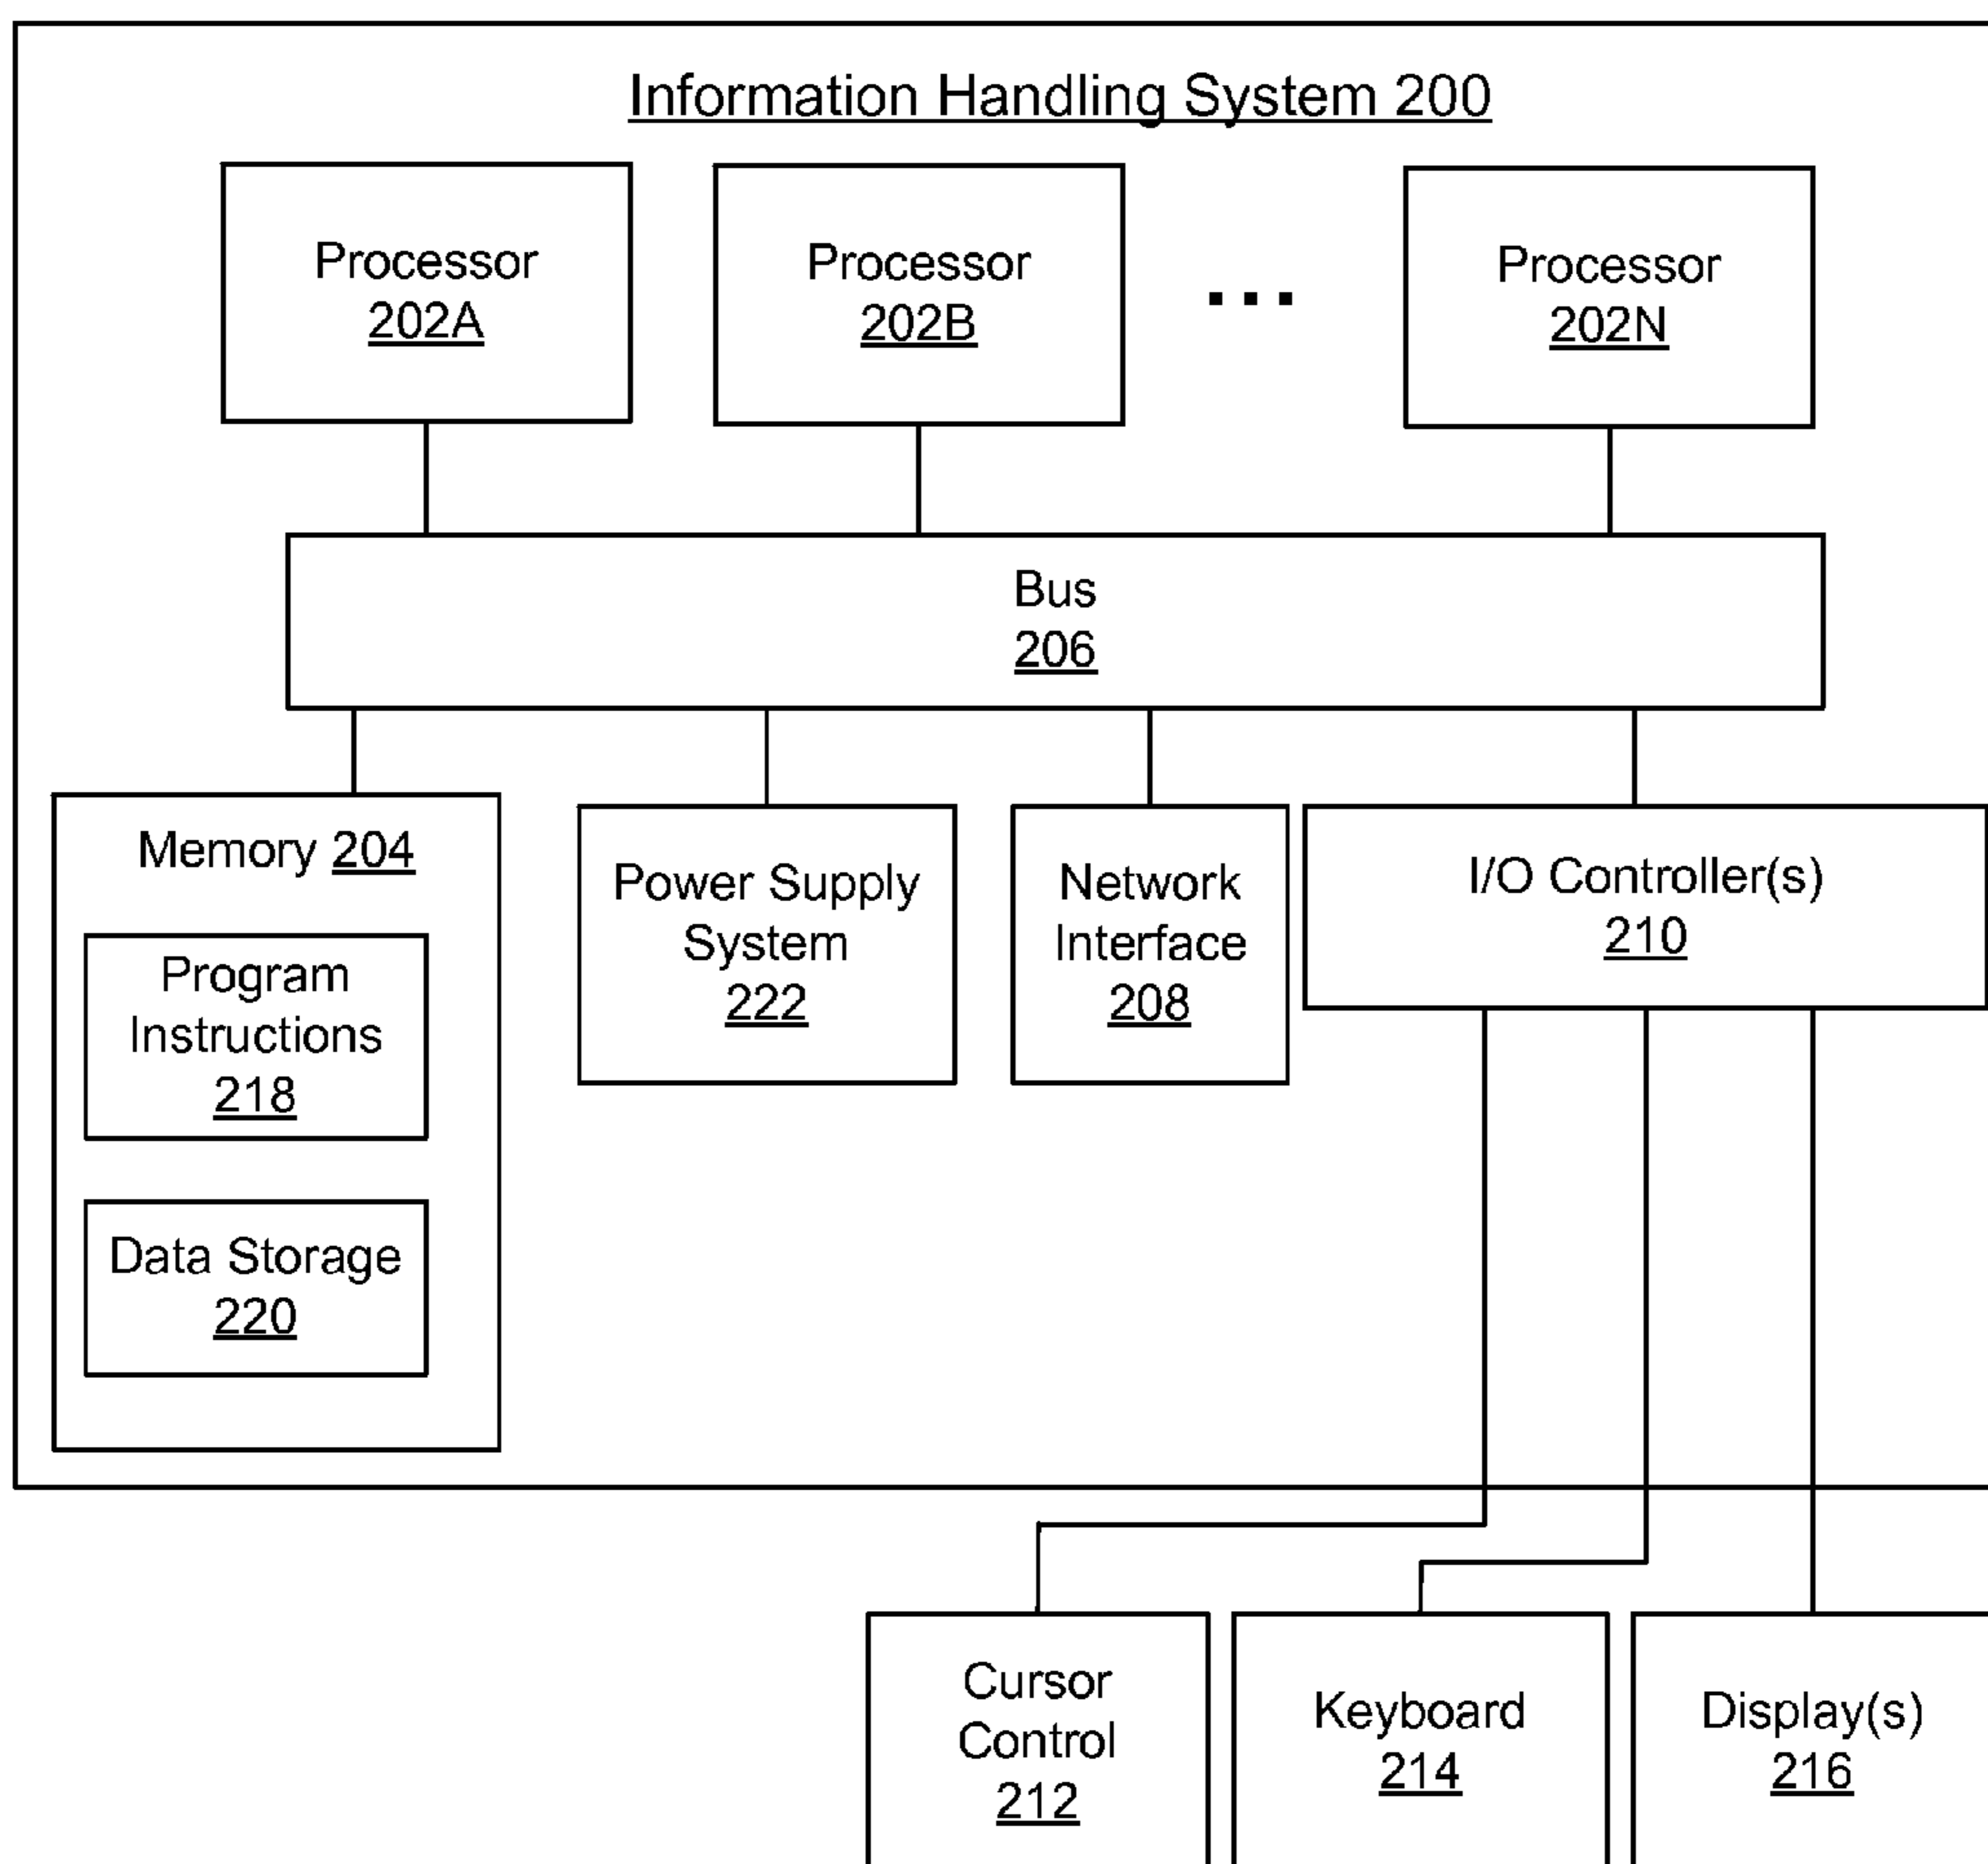 Information Handling System 200
Processor
202A
Processor
202B
...
Processor
202N
Bus
206
Memory 204
Program
Instructions
218
Data Storage
220
Power Supply
System
222
Network
Interface
208
I/O Controller(s)
210
Cursor
Control
212
Keyboard
214
Display(s)
216